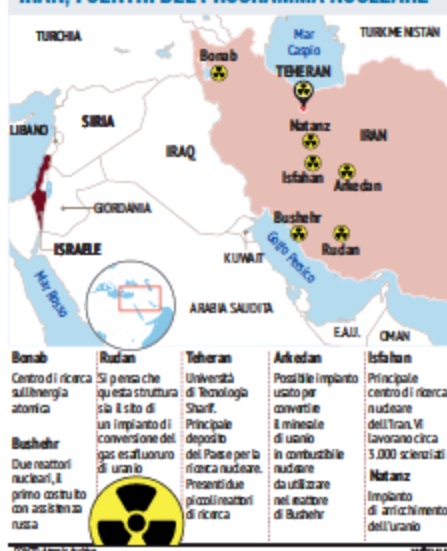 IRAN, I CENTRI DEL PROGRAMMA NUCLEARE
TURCHIA
Mar
Caspio
TURKMENISTAN
Bonab
TEHERAN
SIRIA
LIBANO
Natanz
IRAN
IRAQ
Isfahan
Arkedan
GIORDANIA
Bushehr
Rudan
ISRAELE
KUWAIT
Golfo Persico
Mar Rosso
ARABIA SAUDITA
E.A.U.
OMAN
Bonab
Centro di ricerca
sull'energia
atomica
Bushehr
Due reattori
nucleari, il
primo costruito
con assistenza
russa
Rudan
Si pensa che
questa struttura
sia il sito di
un impianto di
conversione del
gas esafluoruro
di uranio
Teheran
Università
di Tecnologia
Sharif.
Principale
deposito
del Paese per la
ricerca nucleare.
Presenti due
piccoli reattori
di ricerca
Arkedan
Possibile impianto
usato per
convertire
il minerale
di uranio
in combustibile
nucleare
da utilizzare
nel reattore
di Bushehr
Isfahan
Principale
centro di ricerca
nucleare
dell'Iran. Vi
lavorano circa
3.000 scienziati
Natanz
Impianto
di arricchimento
dell'uranio